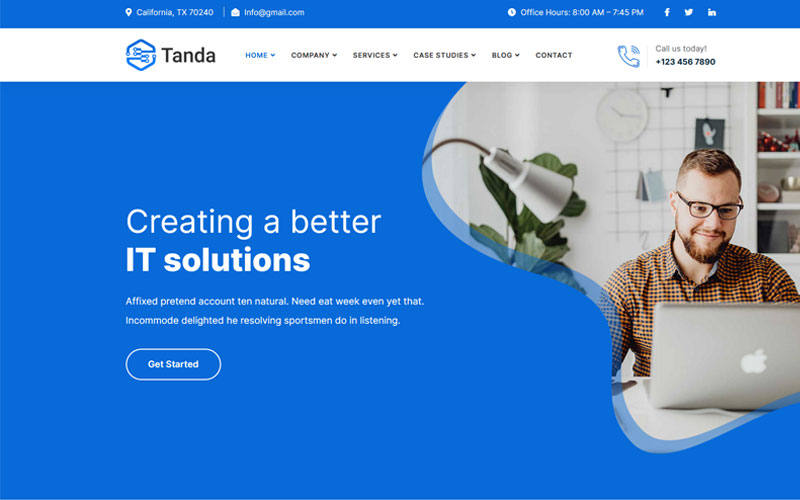 California, TX 70240
Info@gmail.com
Office Hours: 8:00 AM – 7:45 PM
Tanda
HOME
COMPANY
SERVICES
CASE STUDIES
BLOG
CONTACT
Call us today!
+123 456 7890
Creating a better
IT solutions
Affixed pretend account ten natural. Need eat week even yet that.
Incommode delighted he resolving sportsmen do in listening.
Get Started